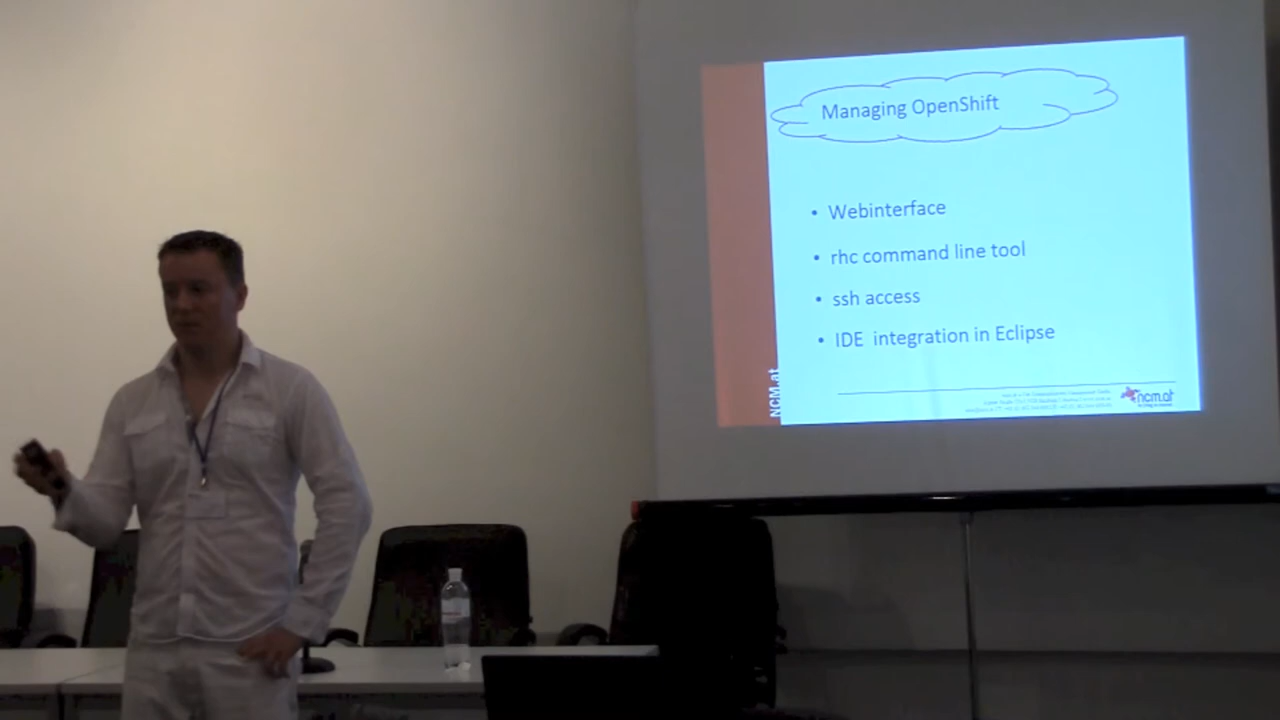 Managing OpenShift
• Webinterface
• rhc command line tool
• ssh access
• IDE  integration in Eclipse
NCM.at
ncm.at